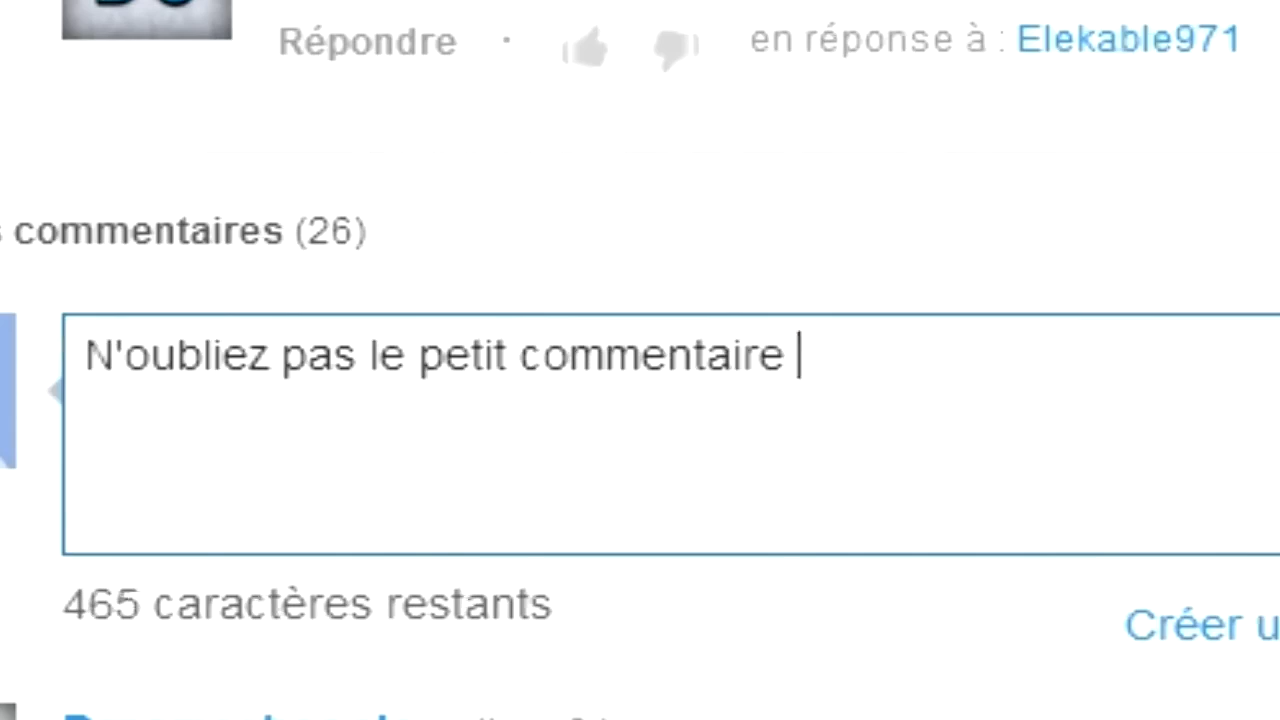 Répondre · en réponse à : Elekable971
commentaires (26)
N'oubliez pas le petit commentaire
465 caractères restants
Créer